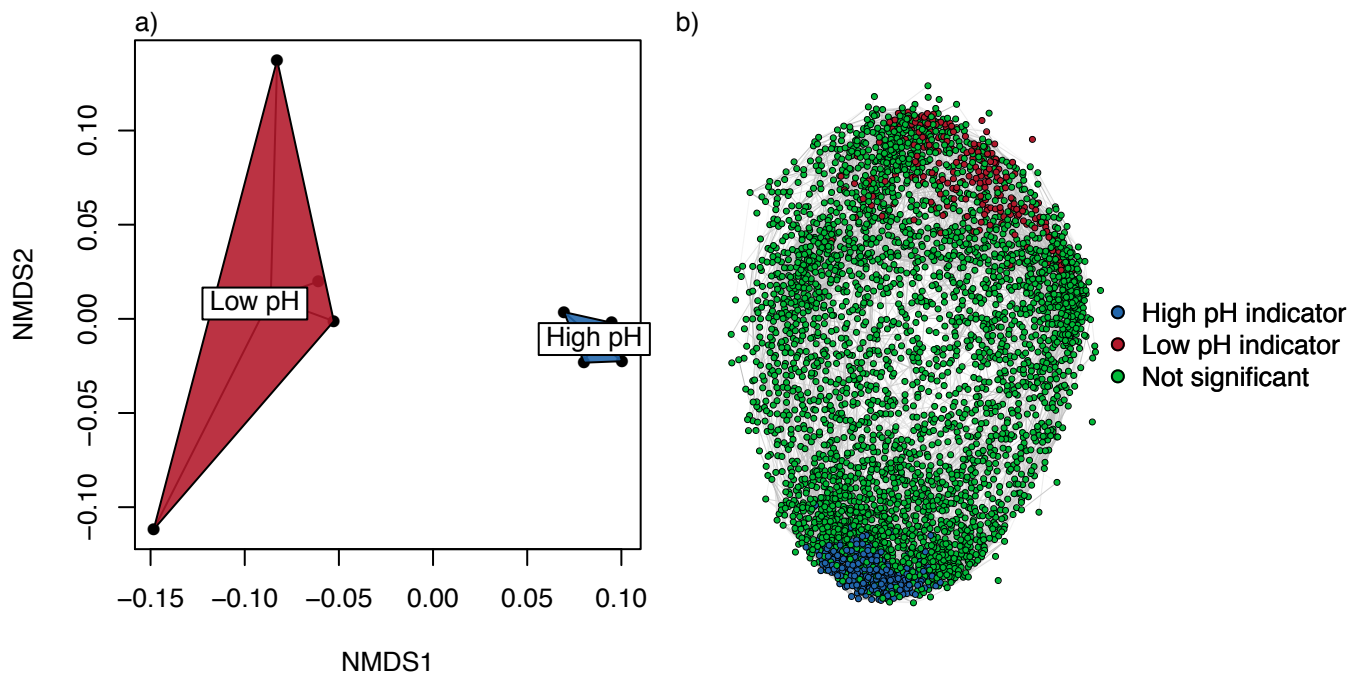 a)
b)
NMDS2
0.10
0.05
0.00
−0.05
−0.10
Low pH
High pH
−0.15 −0.10 −0.05 0.00 0.05 0.10
NMDS1
High pH indicator
Low pH indicator
Not significant